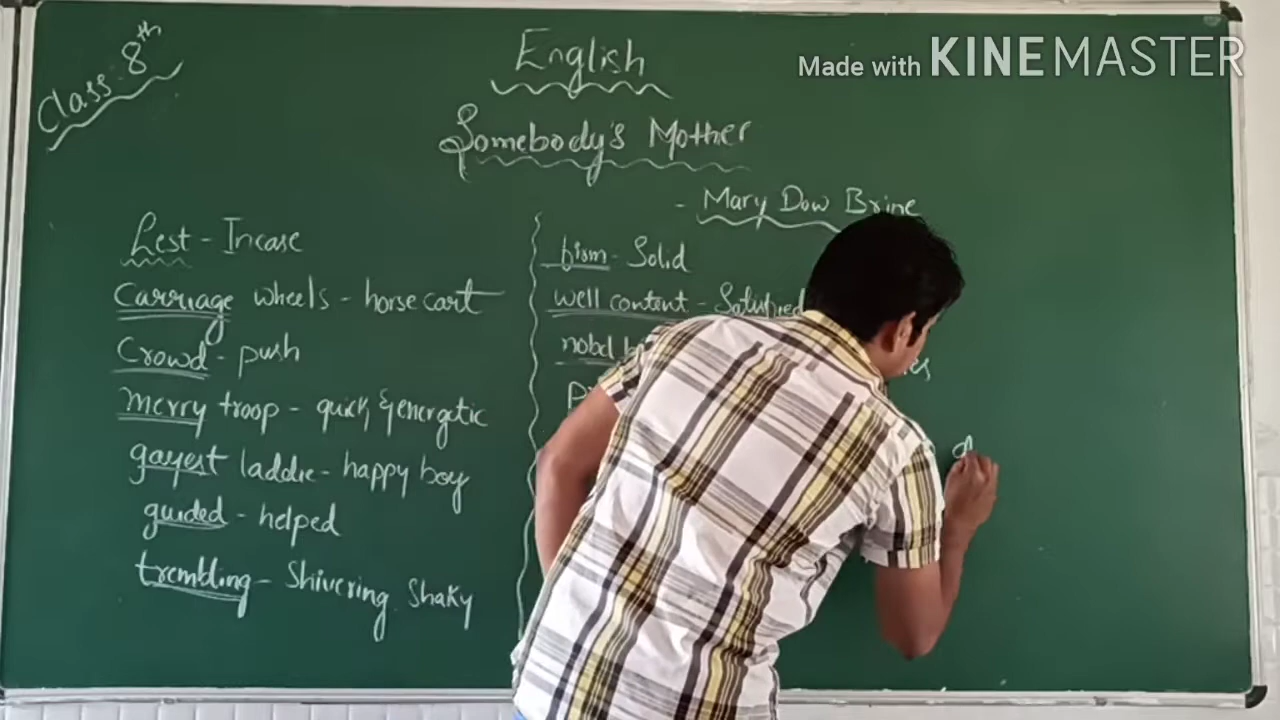 Class 8th
English
Made with KINEMASTER
Somebody's Mother
- Mary Dow Brine
Lest - Incase
Carriage wheels - horse cart
Crowd - push
merry troop - quick & energetic
gayest laddie - happy boy
guided - helped
trembling - Shivering Shaky
firm - Solid
well content - Satisfied